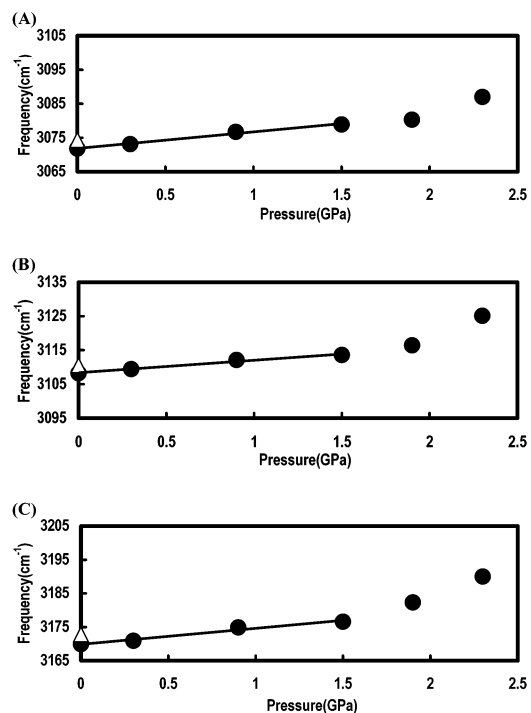 (A)
3105
3095
3085
3075
3065
Frequency(cm-1)
0 0.5 1 1.5 2 2.5
Pressure(GPa)
(B)
3135
3125
3115
3105
3095
Frequency(cm-1)
0 0.5 1 1.5 2 2.5
Pressure(GPa)
(C)
3205
3195
3185
3175
3165
Frequency(cm-1)
0 0.5 1 1.5 2 2.5
Pressure(GPa)